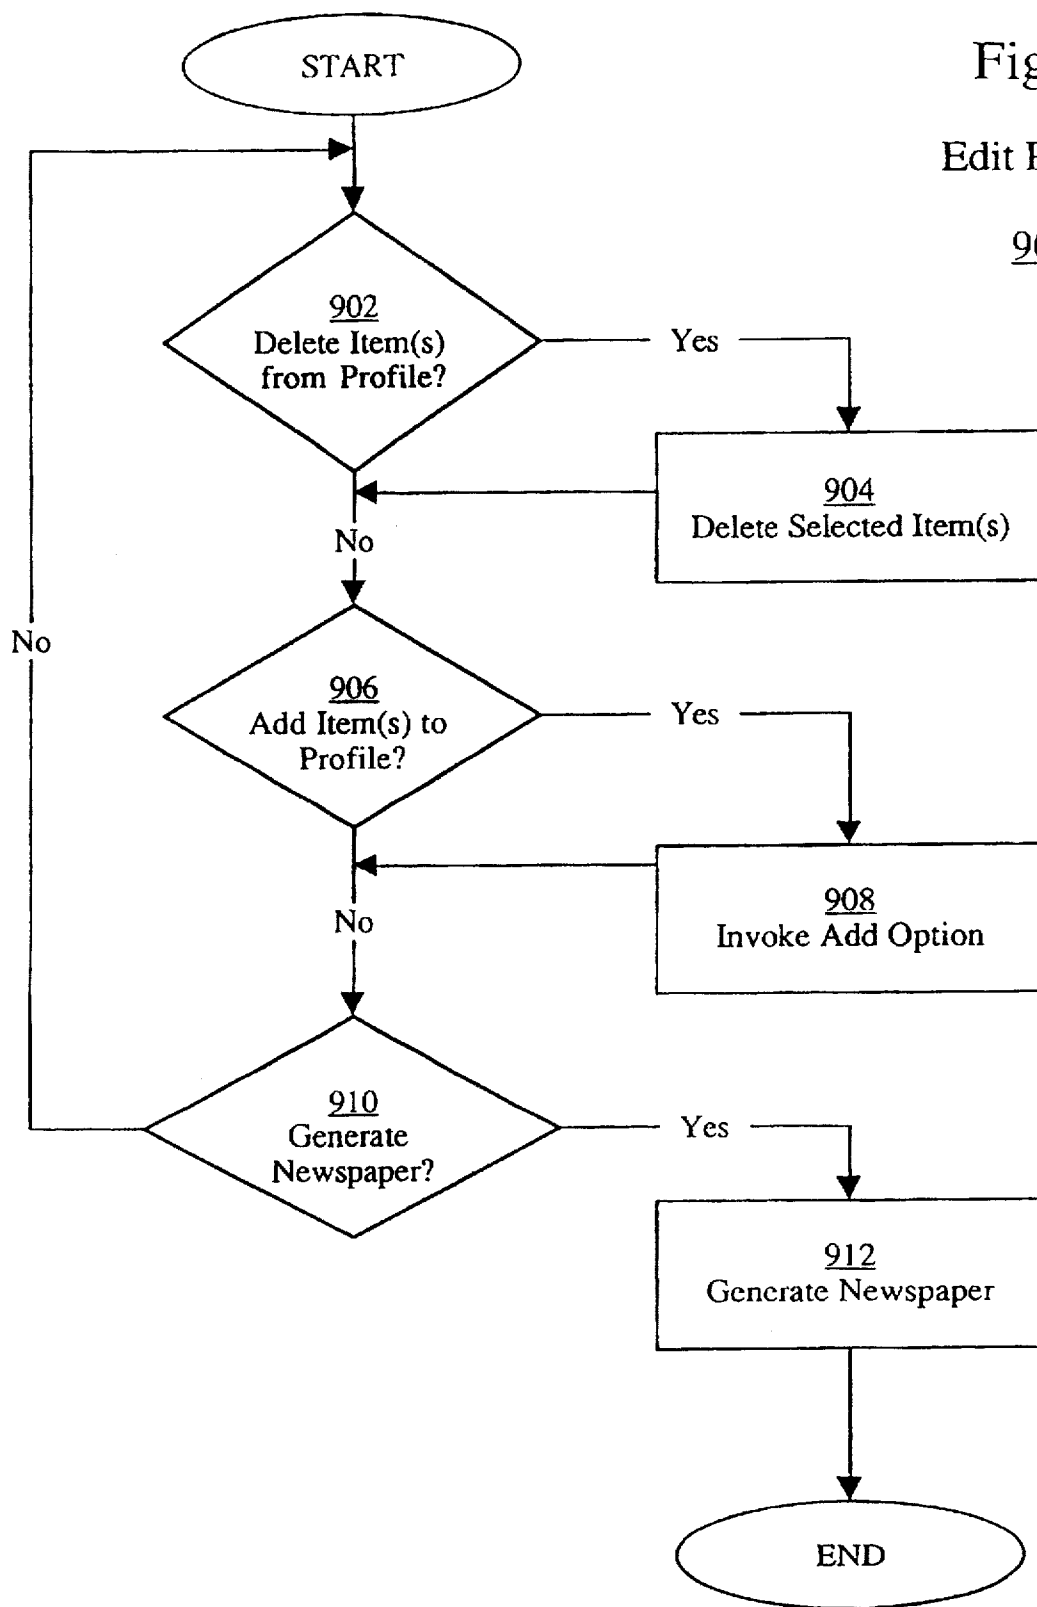 START
Fig
Edit P
90
902
Delete Item(s)
from Profile?
Yes
904
Delete Selected Item(s)
No
No
906
Add Item(s) to
Profile?
Yes
908
Invoke Add Option
No
910
Generate
Newspaper?
Yes
912
Generate Newspaper
END